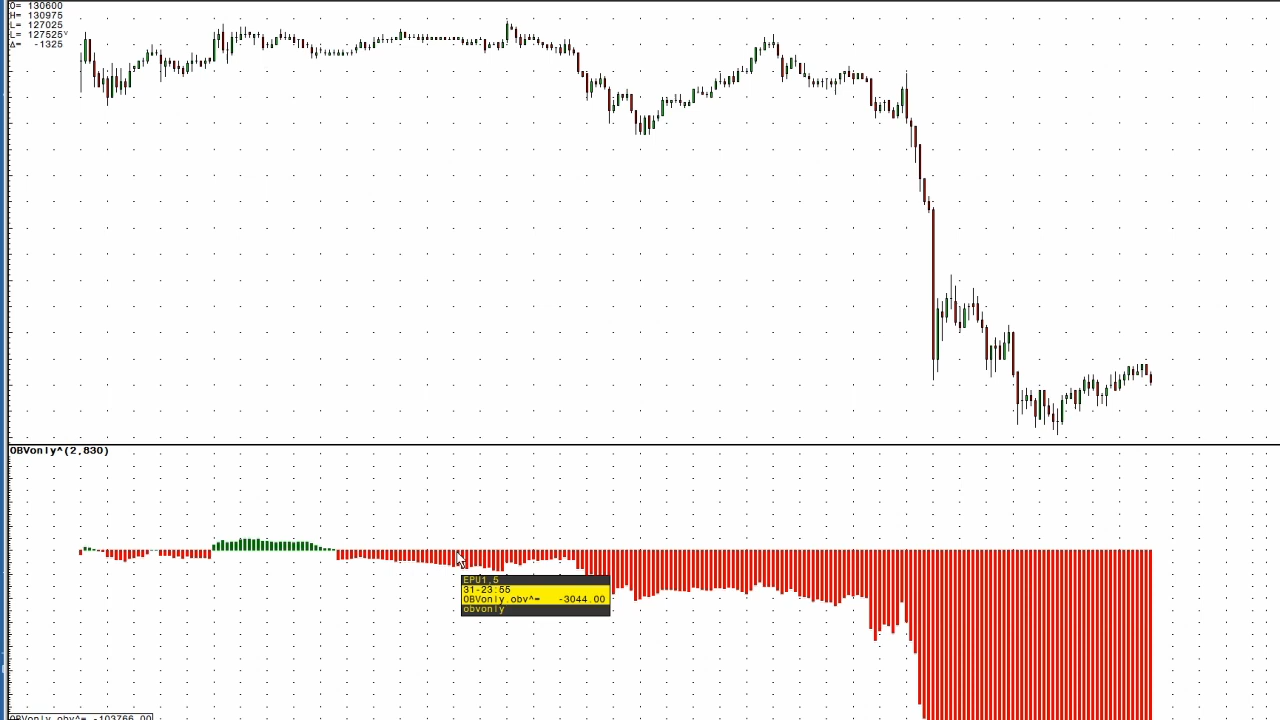 O= 130600
H= 130975
L= 127025
L= 127525v
Δ= -1325
OBVonly^(2,830)
EPU1,5
31-23:55
OBVonly.obv^= -3044.00
obvonly
OBVonly.obv^= -103766.00